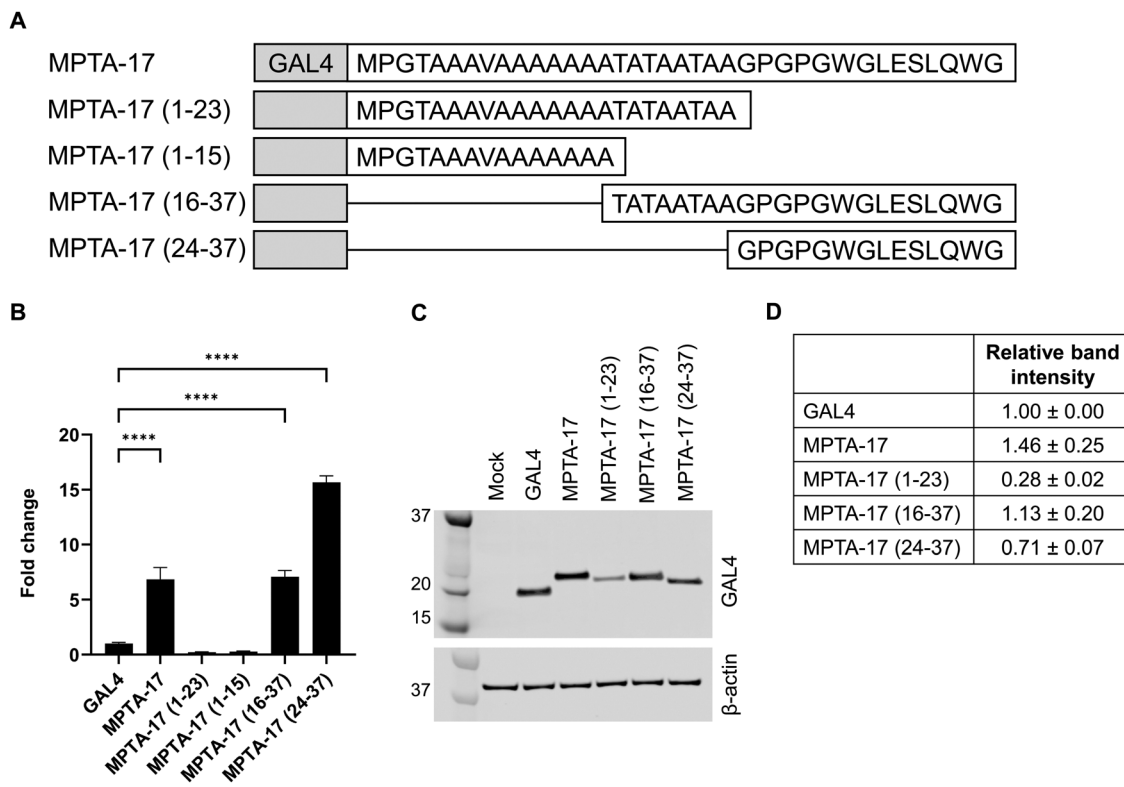 A
MPTA-17 GAL4 MPGTAAAVAAAAAAATATAATAAGPGPGWGLESLQWG
MPTA-17 (1-23) MPGTAAAVAAAAAAATATAATAA
MPTA-17 (1-15) MPGTAAAVAAAAAAA
MPTA-17 (16-37) TATAATAAGPGPGWGLESLQWG
MPTA-17 (24-37) GPGPGWGLESLQWG
B
****
****
****
Fold change
20
15
10
5
0
GAL4
MPTA-17
MPTA-17 (1-23)
MPTA-17 (1-15)
MPTA-17 (16-37)
MPTA-17 (24-37)
C
Mock
GAL4
MPTA-17
MPTA-17 (1-23)
MPTA-17 (16-37)
MPTA-17 (24-37)
37
20
15
GAL4
37
β-actin
D
Relative band
intensity
GAL4 1.00 ± 0.00
MPTA-17 1.46 ± 0.25
MPTA-17 (1-23) 0.28 ± 0.02
MPTA-17 (16-37) 1.13 ± 0.20
MPTA-17 (24-37) 0.71 ± 0.07